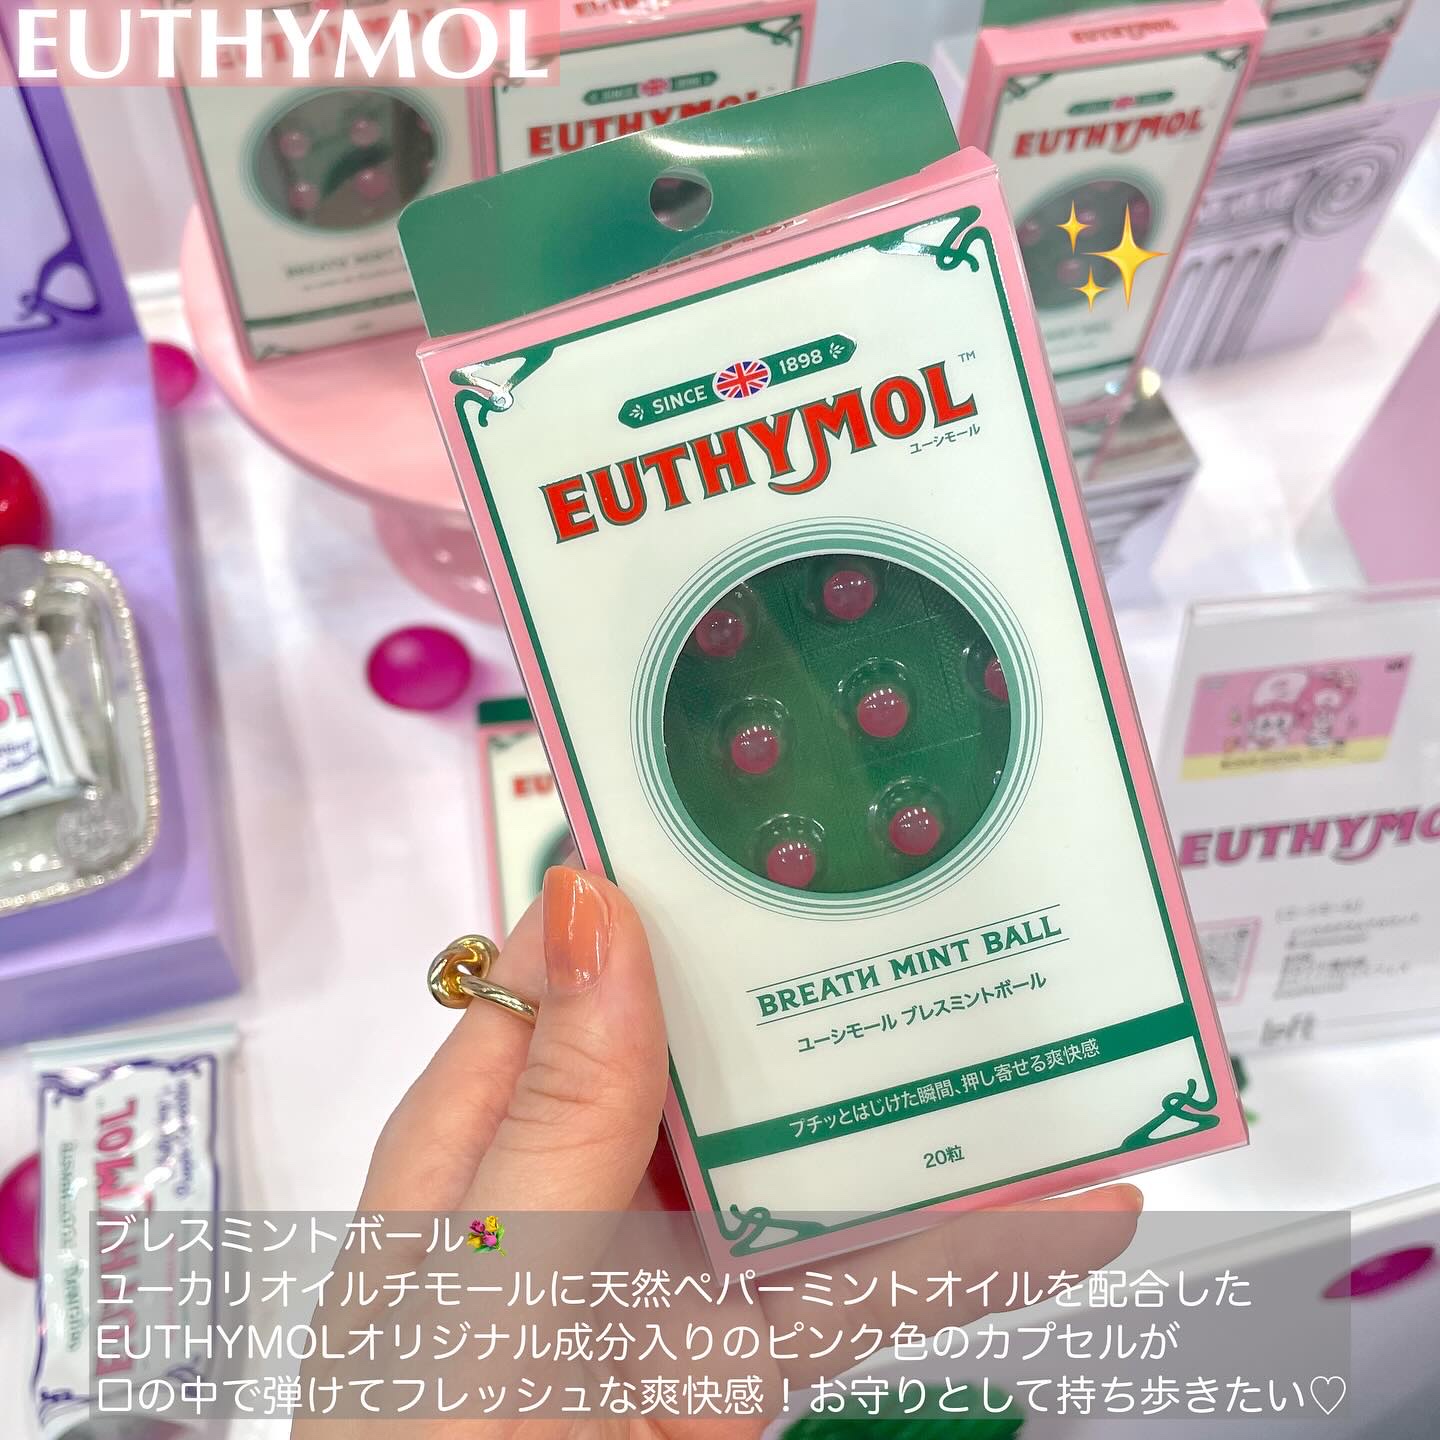 EUTHYMOL
EUTHYMOL
EUTHYMOL
SINCE 1898
EUTHYMOL™
ユーシモール
BREATH MINT BALL
ユーシモール ブレスミントボール
プチッとはじけた瞬間、押し寄せる爽快感
20粒
EUTHYMO
loft
ブレスミントボール💐
ユーカリオイルチモールに天然ペパーミントオイルを配合した
EUTHYMOLオリジナル成分入りのピンク色のカプセルが
口の中で弾けてフレッシュな爽快感！お守りとして持ち歩きたい♡